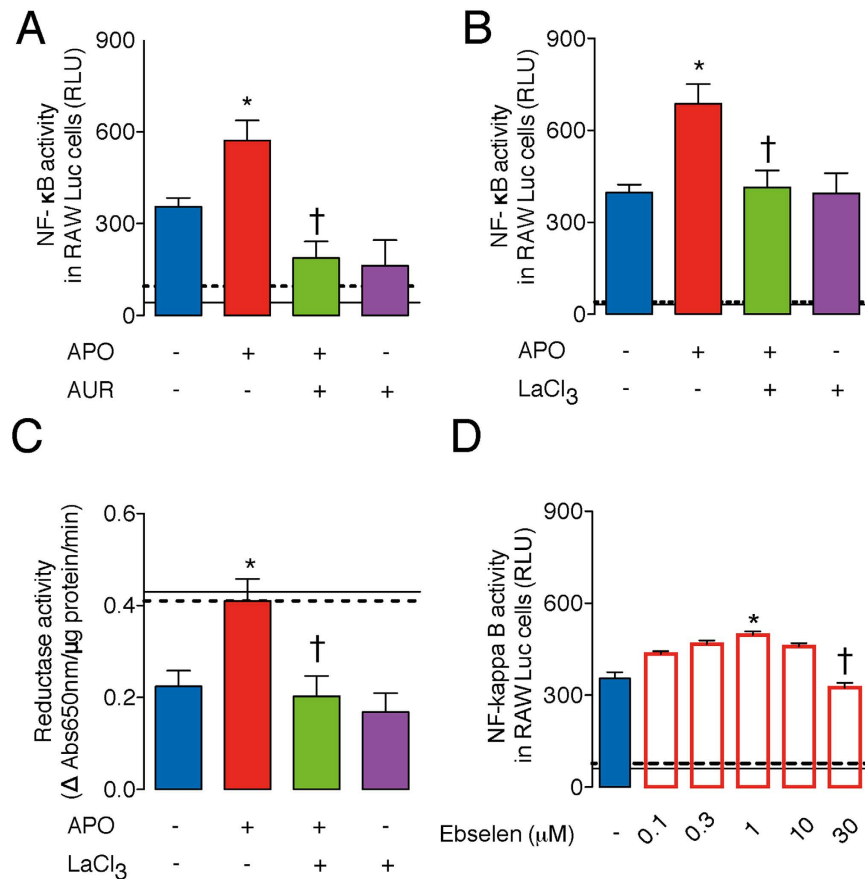 A
NF- κB activity
in RAW Luc cells (RLU)
900
600
300
0
*
†
APO - + + -
AUR - - + +
B
NF- κB activity
in RAW Luc cells (RLU)
900
600
300
0
*
†
APO - + + -
LaCl3 - - + +
C
Reductase activity
(Δ Abs650nm/μg protein/min)
0.6
0.4
0.2
0.0
*
†
APO - + + -
LaCl3 - - + +
D
NF-kappa B activity
in RAW Luc cells (RLU)
900
600
300
0
*
†
Ebselen (μM) - 0.1 0.3 1 10 30